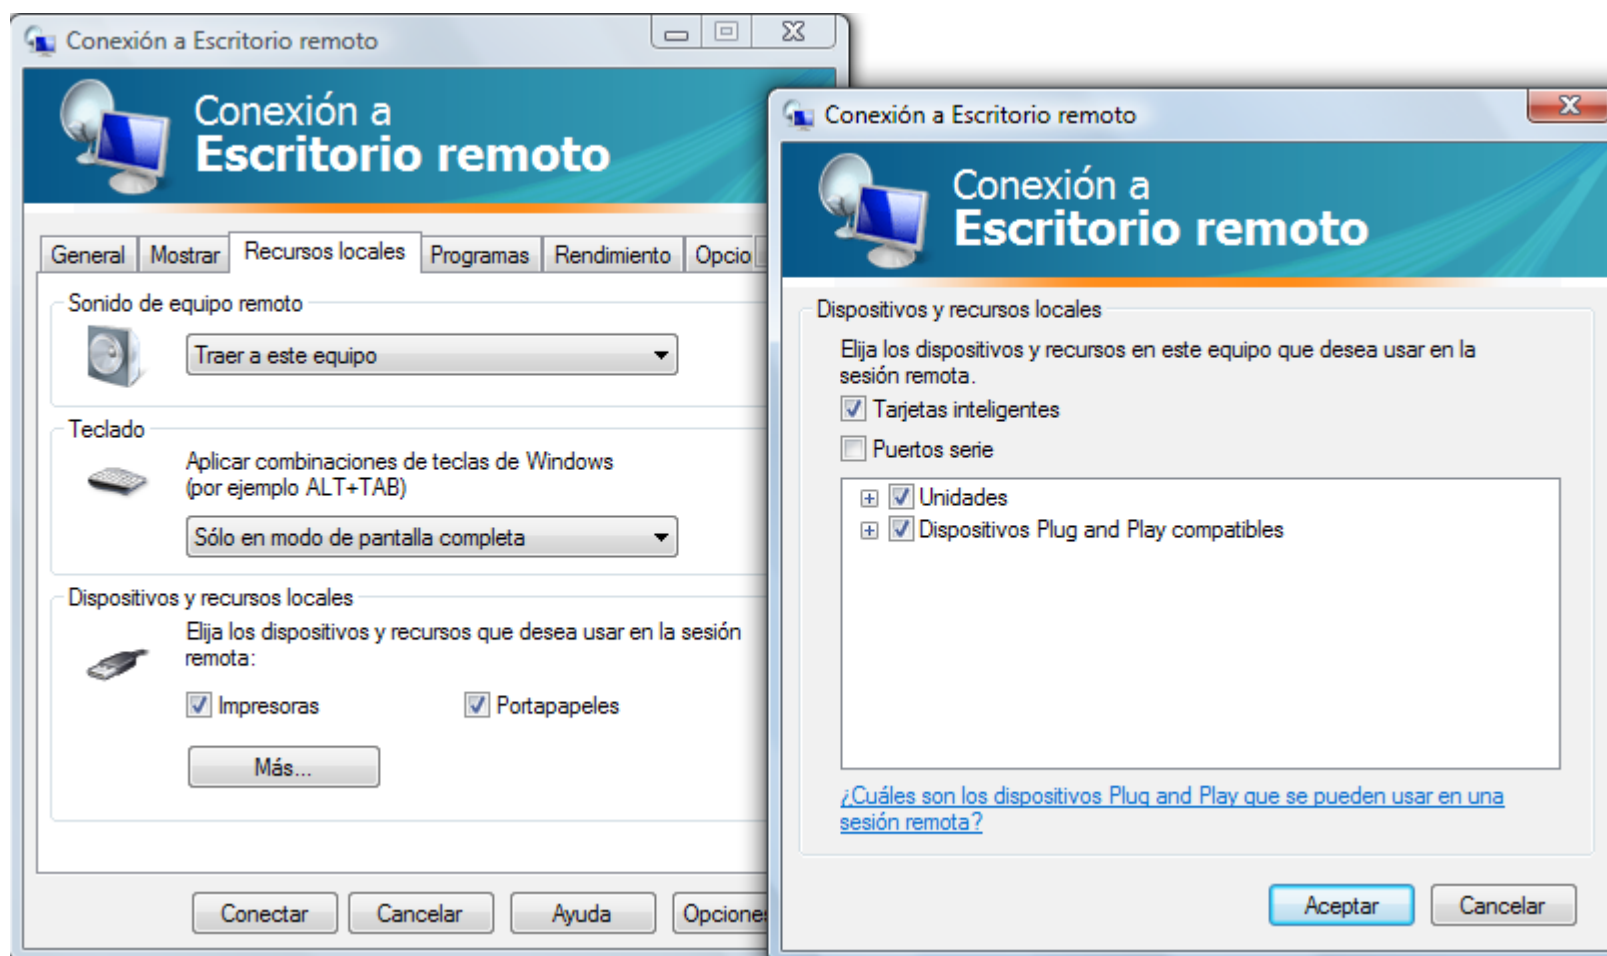 Conexión a Escritorio remoto
Conexión a
Escritorio remoto
General Mostrar Recursos locales Programas Rendimiento Opcio
Sonido de equipo remoto
Traer a este equipo
Teclado
Aplicar combinaciones de teclas de Windows
(por ejemplo ALT+TAB)
Sólo en modo de pantalla completa
Dispositivos y recursos locales
Elija los dispositivos y recursos que desea usar en la sesión
remota:
Impresoras Portapapeles
Más...
Conectar Cancelar Ayuda Opciones
Conexión a Escritorio remoto
Conexión a
Escritorio remoto
Dispositivos y recursos locales
Elija los dispositivos y recursos en este equipo que desea usar en la
sesión remota.
Tarjetas inteligentes
Puertos serie
Unidades
Dispositivos Plug and Play compatibles
¿Cuáles son los dispositivos Plug and Play que se pueden usar en una
sesión remota?
Aceptar Cancelar